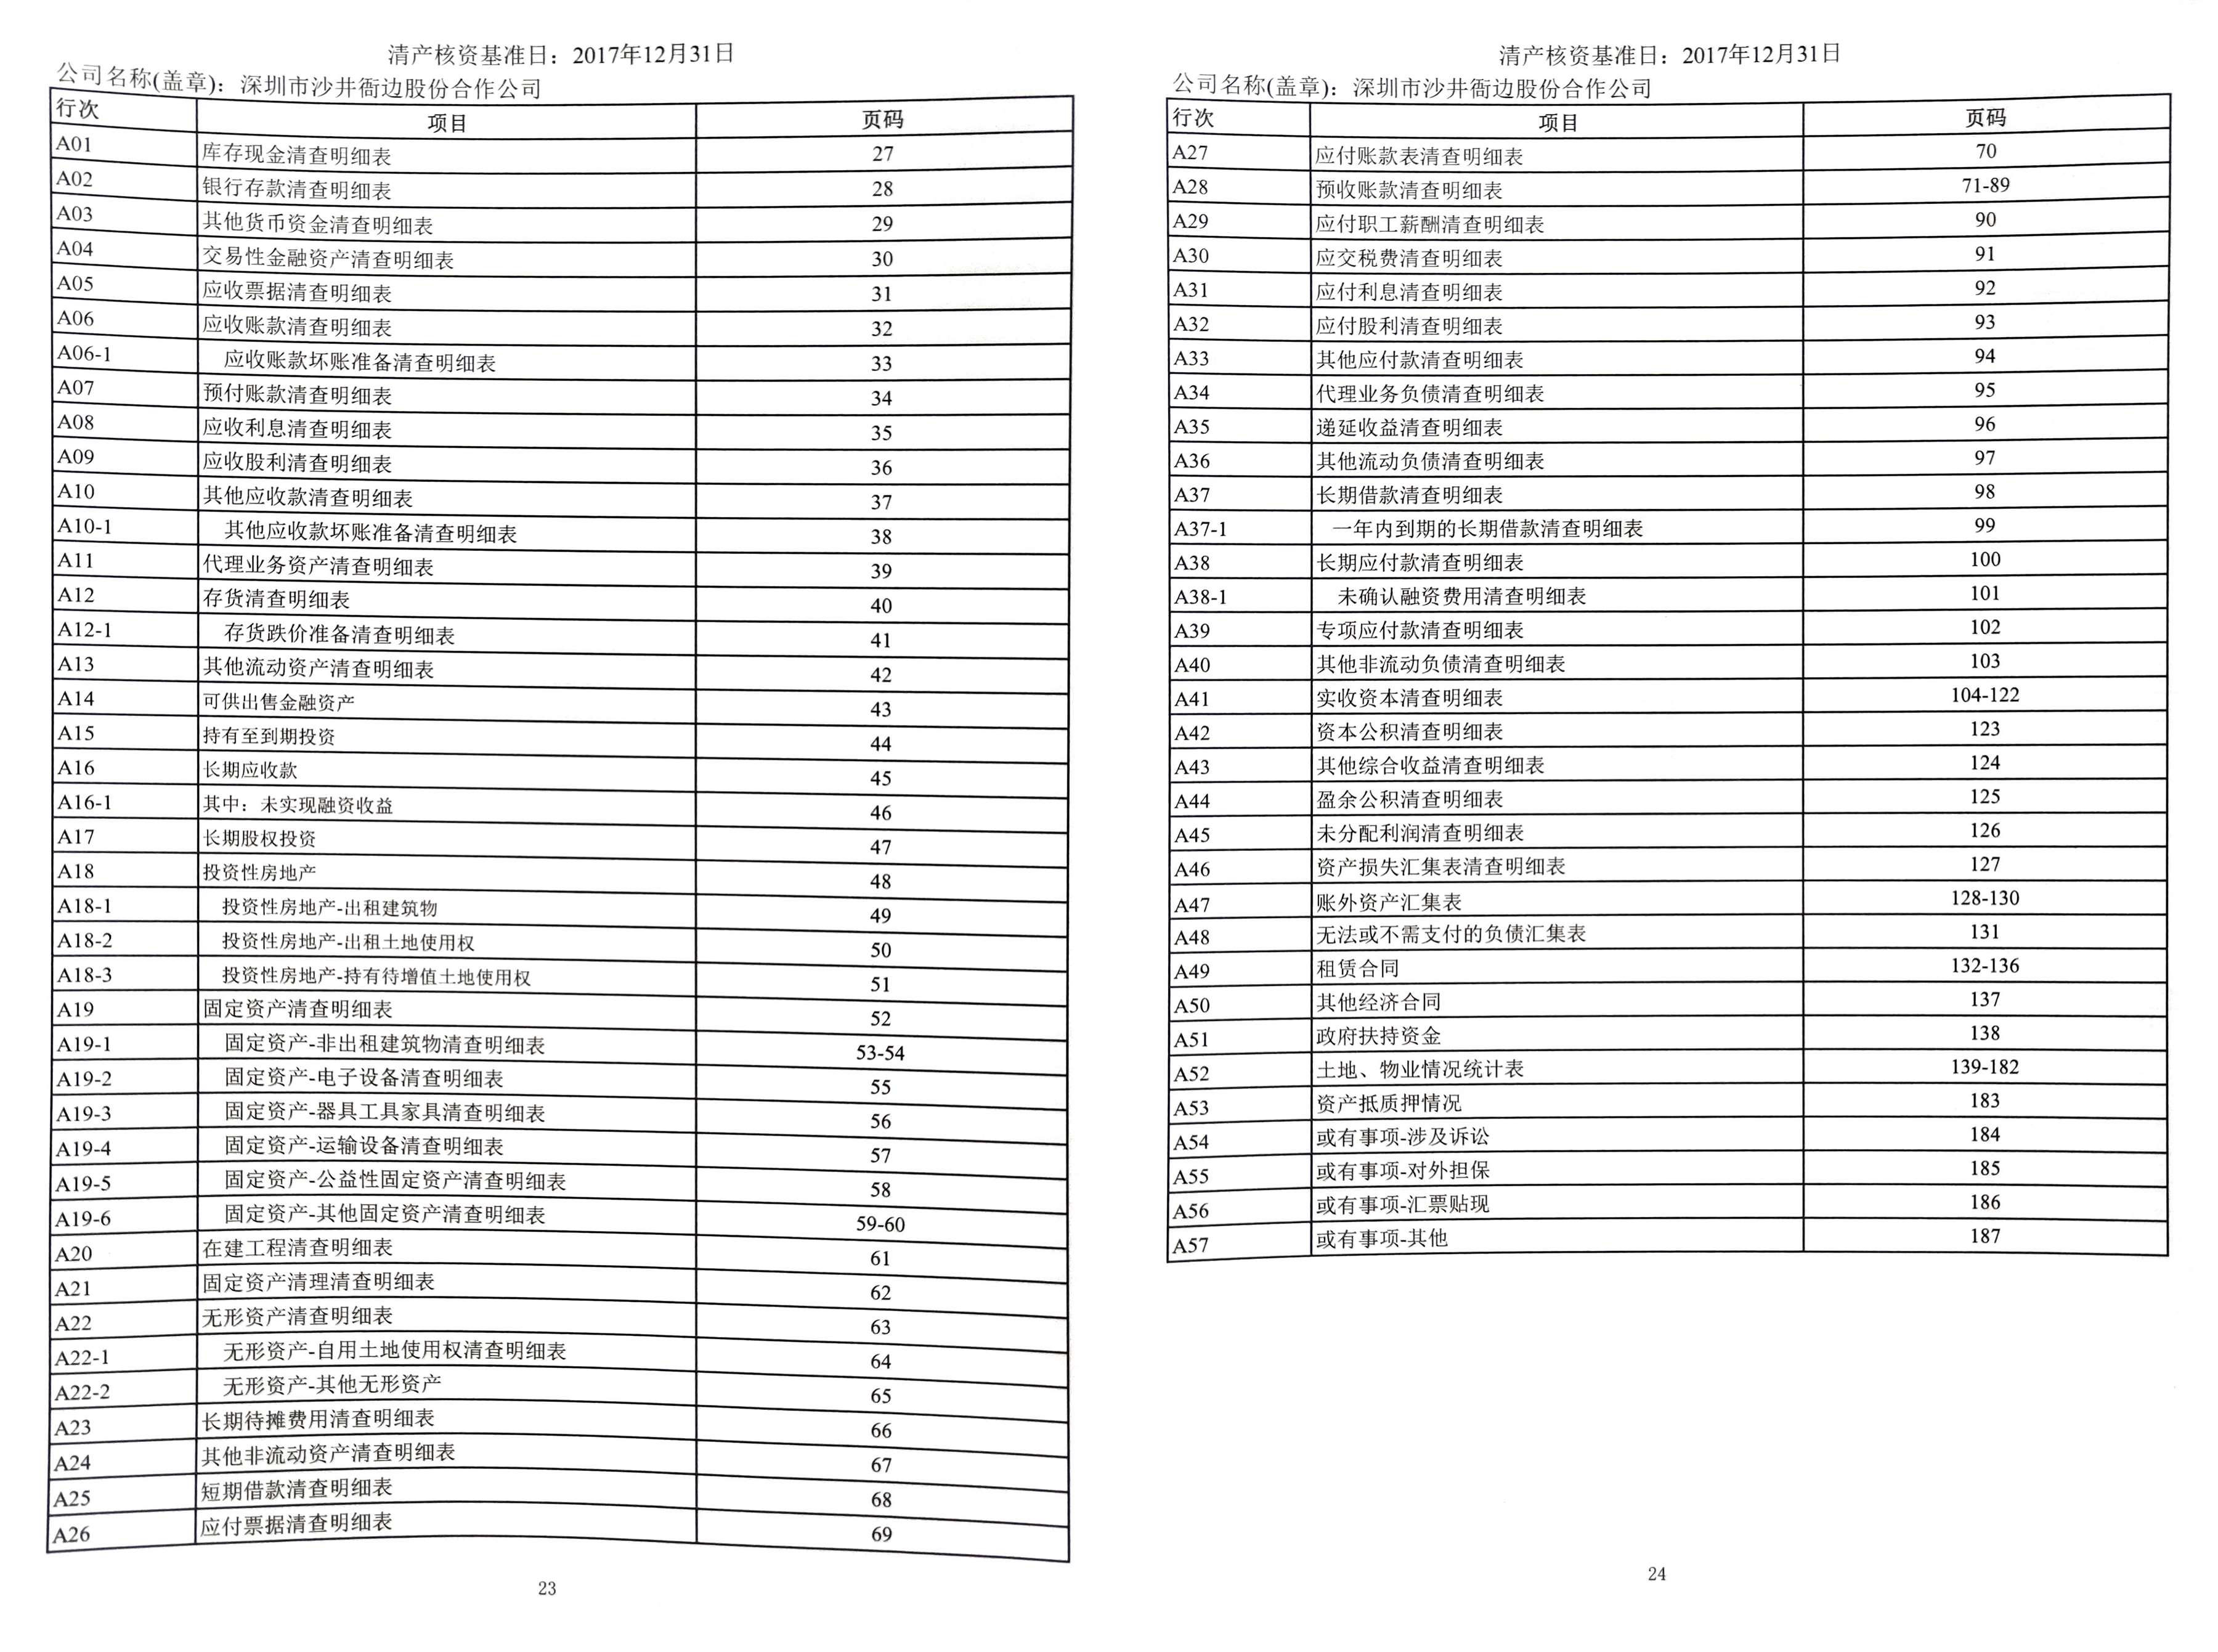 清产核资基准日：2017年12月31日
公司名称(盖章)：深圳市沙井衙边股份合作公司
行次 项目 页码
A01 库存现金清查明细表 27
A02 银行存款清查明细表 28
A03 其他货币资金清查明细表 29
A04 交易性金融资产清查明细表 30
A05 应收票据清查明细表 31
A06 应收账款清查明细表 32
A06-1 应收账款坏账准备清查明细表 33
A07 预付账款清查明细表 34
A08 应收利息清查明细表 35
A09 应收股利清查明细表 36
A10 其他应收款清查明细表 37
A10-1 其他应收款坏账准备清查明细表 38
A11 代理业务资产清查明细表 39
A12 存货清查明细表 40
A12-1 存货跌价准备清查明细表 41
A13 其他流动资产清查明细表 42
A14 可供出售金融资产 43
A15 持有至到期投资 44
A16 长期应收款 45
A16-1 其中：未实现融资收益 46
A17 长期股权投资 47
A18 投资性房地产 48
A18-1 投资性房地产-出租建筑物 49
A18-2 投资性房地产-出租土地使用权 50
A18-3 投资性房地产-持有待增值土地使用权 51
A19 固定资产清查明细表 52
A19-1 固定资产-非出租建筑物清查明细表 53-54
A19-2 固定资产-电子设备清查明细表 55
A19-3 固定资产-器具工具家具清查明细表 56
A19-4 固定资产-运输设备清查明细表 57
A19-5 固定资产-公益性固定资产清查明细表 58
A19-6 固定资产-其他固定资产清查明细表 59-60
A20 在建工程清查明细表 61
A21 固定资产清理清查明细表 62
A22 无形资产清查明细表 63
A22-1 无形资产-自用土地使用权清查明细表 64
A22-2 无形资产-其他无形资产 65
A23 长期待摊费用清查明细表 66
A24 其他非流动资产清查明细表 67
A25 短期借款清查明细表 68
A26 应付票据清查明细表 69
23
清产核资基准日：2017年12月31日
公司名称(盖章)：深圳市沙井衙边股份合作公司
行次 项目 页码
A27 应付账款表清查明细表 70
A28 预收账款清查明细表 71-89
A29 应付职工薪酬清查明细表 90
A30 应交税费清查明细表 91
A31 应付利息清查明细表 92
A32 应付股利清查明细表 93
A33 其他应付款清查明细表 94
A34 代理业务负债清查明细表 95
A35 递延收益清查明细表 96
A36 其他流动负债清查明细表 97
A37 长期借款清查明细表 98
A37-1 一年内到期的长期借款清查明细表 99
A38 长期应付款清查明细表 100
A38-1 未确认融资费用清查明细表 101
A39 专项应付款清查明细表 102
A40 其他非流动负债清查明细表 103
A41 实收资本清查明细表 104-122
A42 资本公积清查明细表 123
A43 其他综合收益清查明细表 124
A44 盈余公积清查明细表 125
A45 未分配利润清查明细表 126
A46 资产损失汇集表清查明细表 127
A47 账外资产汇集表 128-130
A48 无法或不需支付的负债汇集表 131
A49 租赁合同 132-136
A50 其他经济合同 137
A51 政府扶持资金 138
A52 土地、物业情况统计表 139-182
A53 资产抵质押情况 183
A54 或有事项-涉及诉讼 184
A55 或有事项-对外担保 185
A56 或有事项-汇票贴现 186
A57 或有事项-其他 187
24